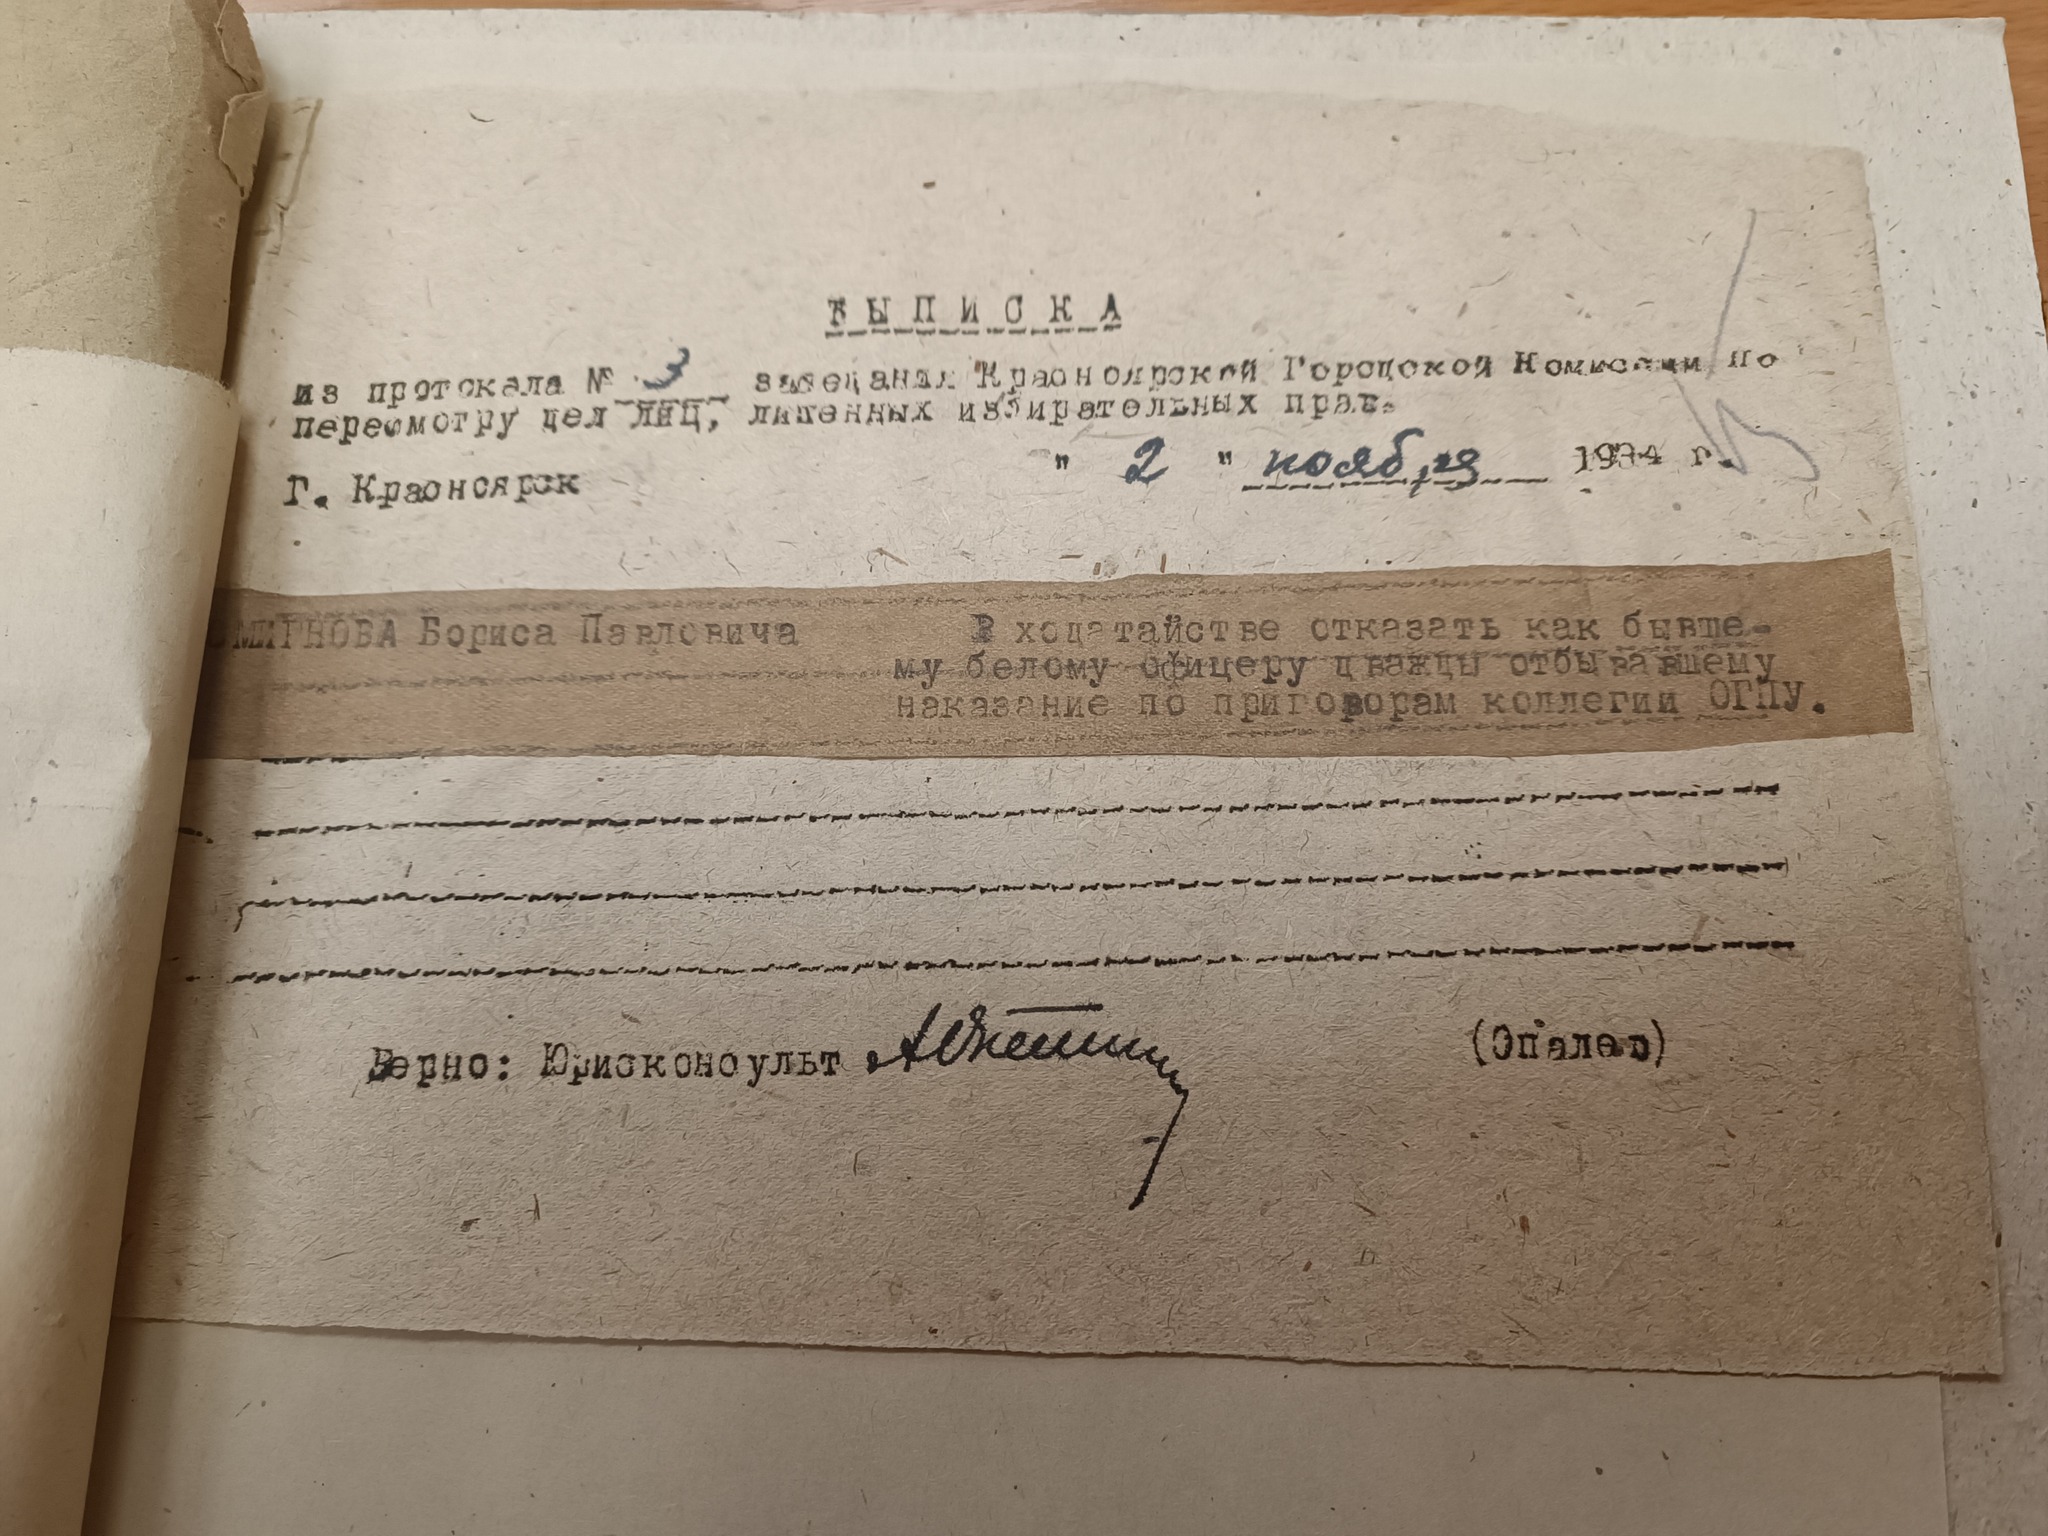 ВЫПИСКА
из протокола № 3 заседания Красноярской Городской Комиссии по
пересмотру дел лиц, лишенных избирательных прав.
Г. Красноярск " 2 " ноября 1934 г.
СМИРНОВА Бориса Павловича В ходатайстве отказать как бывше-
му белому офицеру дважды отбывавшему
наказание по приговорам коллегии ОГПУ.
Верно: Юрисконсульт